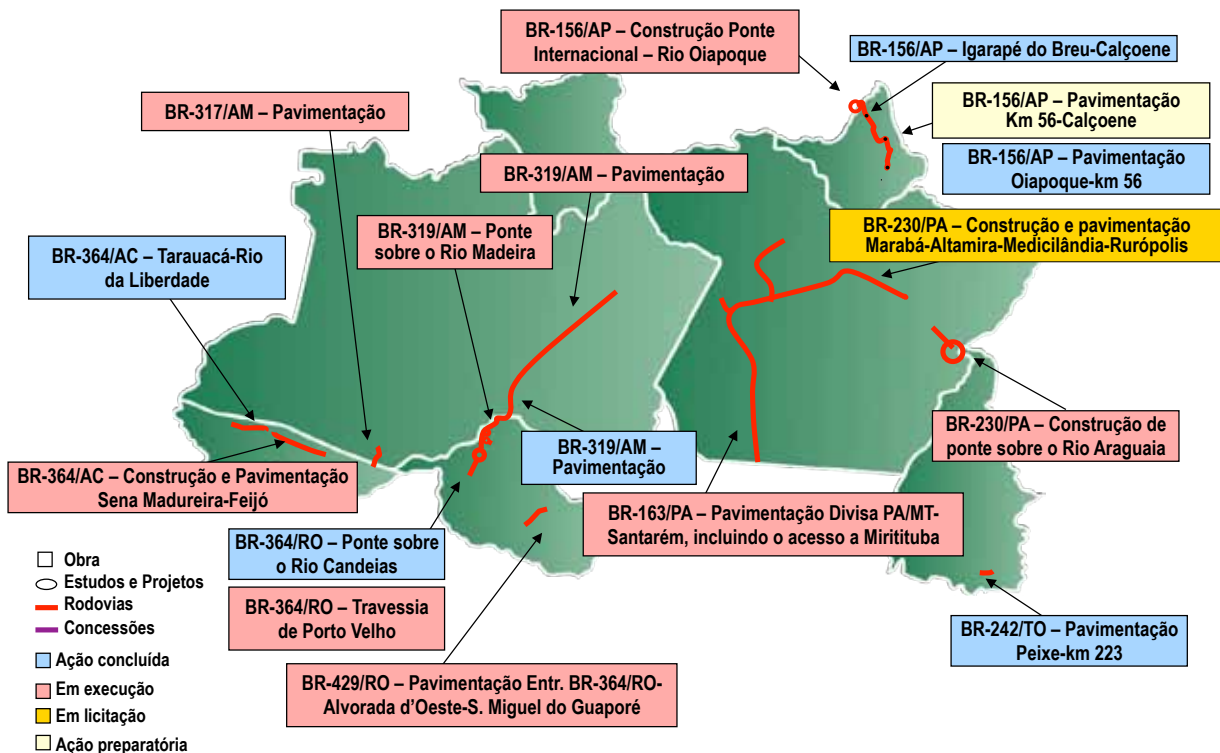 BR-156/AP – Construção Ponte
Internacional – Rio Oiapoque
BR-156/AP – Igarapé do Breu-Calçoene
BR-317/AM – Pavimentação
BR-156/AP – Pavimentação
Km 56-Calçoene
BR-319/AM – Pavimentação
BR-156/AP – Pavimentação
Oiapoque-km 56
BR-319/AM – Ponte
sobre o Rio Madeira
BR-230/PA – Construção e pavimentação
Marabá-Altamira-Medicilândia-Rurópolis
BR-364/AC – Tarauacá-Rio
da Liberdade
BR-230/PA – Construção de
ponte sobre o Rio Araguaia
BR-319/AM –
Pavimentação
BR-364/AC – Construção e Pavimentação
Sena Madureira-Feijó
BR-163/PA – Pavimentação Divisa PA/MT-
Santarém, incluindo o acesso a Miritituba
BR-364/RO – Ponte sobre
o Rio Candeias
BR-364/RO – Travessia
de Porto Velho
BR-242/TO – Pavimentação
Peixe-km 223
BR-429/RO – Pavimentação Entr. BR-364/RO-
Alvorada d'Oeste-S. Miguel do Guaporé
Obra
Estudos e Projetos
Rodovias
Concessões
Ação concluída
Em execução
Em licitação
Ação preparatória